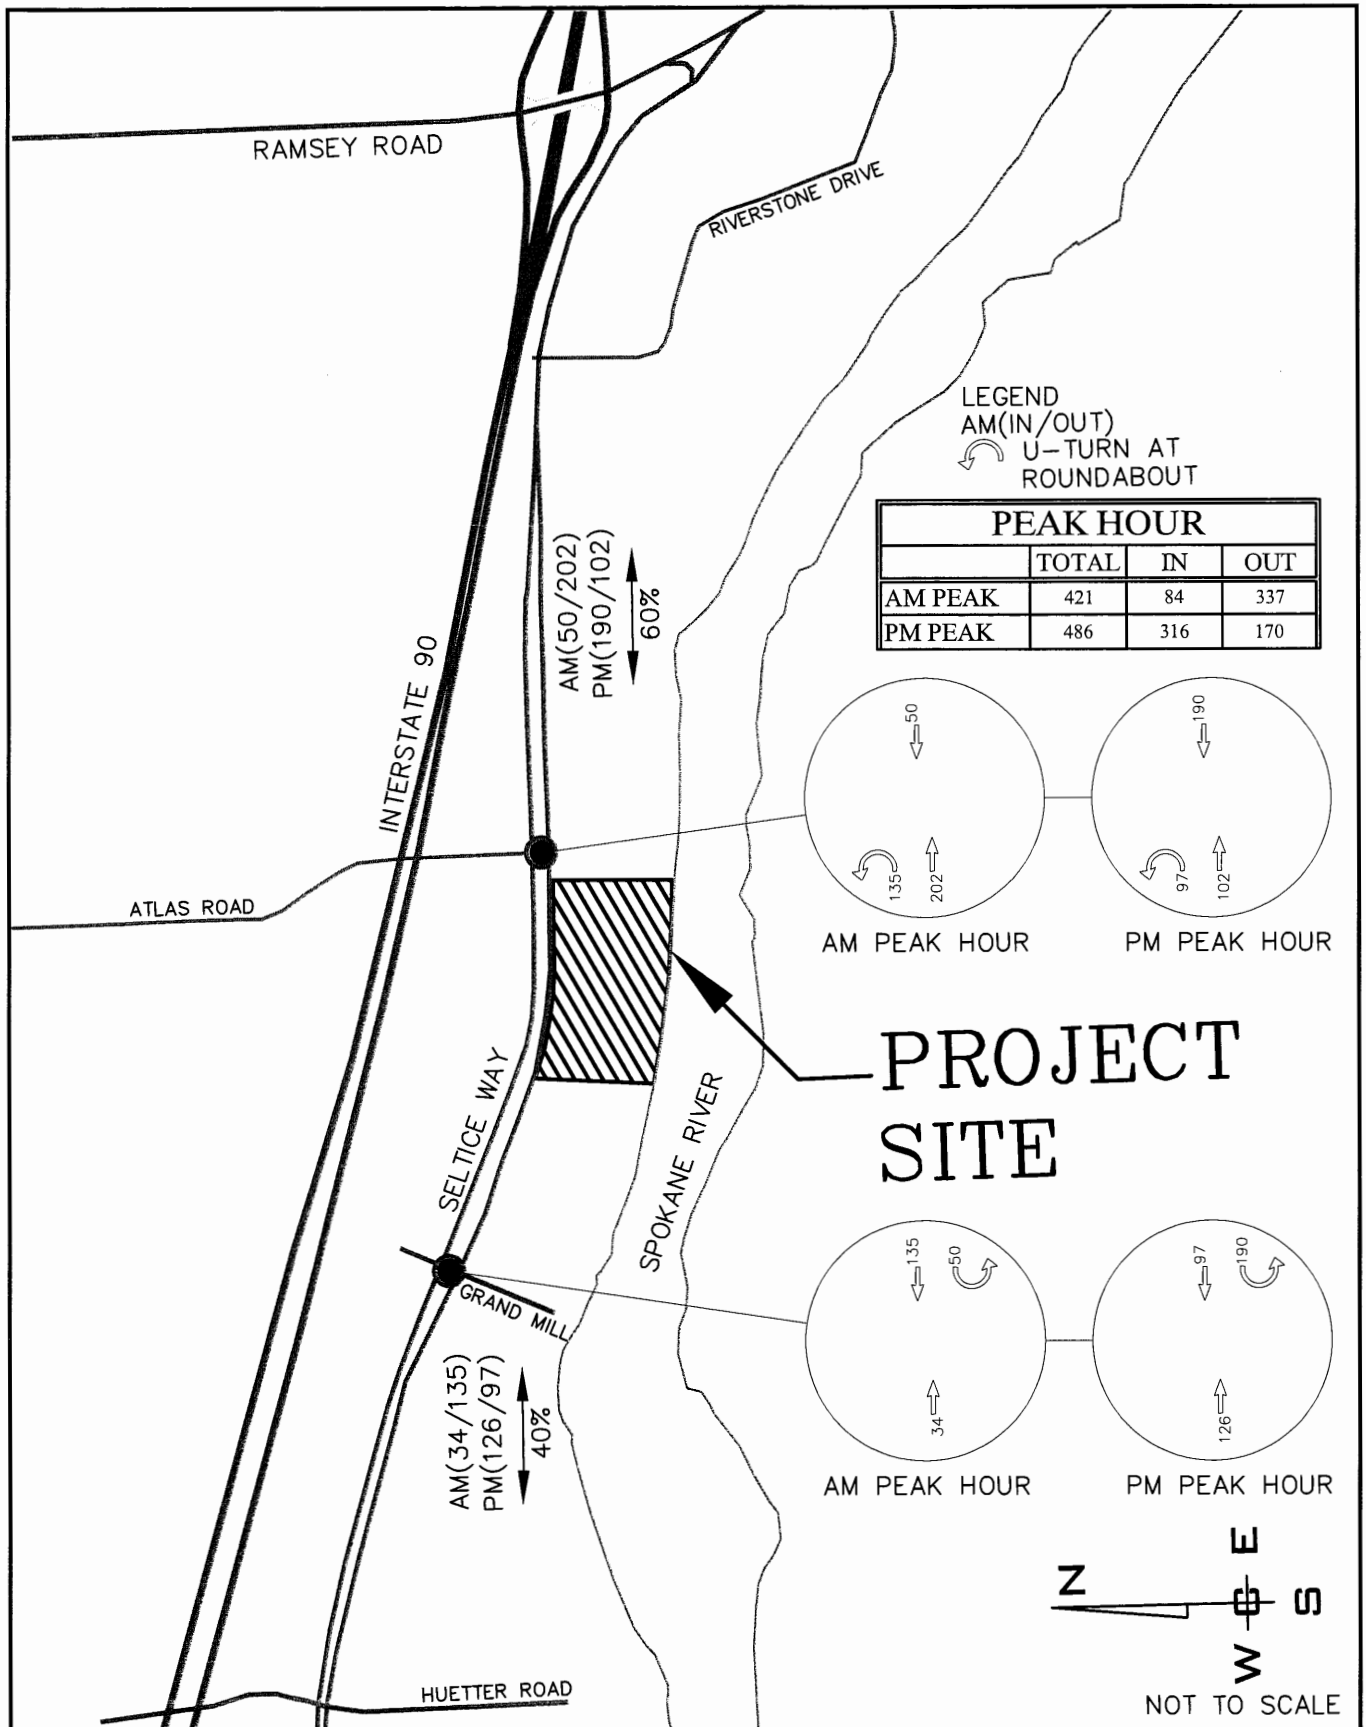 RAMSEY ROAD
RIVERSTONE DRIVE
LEGEND
AM(IN/OUT)
U-TURN AT
ROUNDABOUT
PEAK HOUR
TOTAL IN OUT
AM PEAK 421 84 337
PM PEAK 486 316 170
AM(50/202)
PM(190/102)
60%
INTERSTATE 90
50
135
202
AM PEAK HOUR
190
97
102
PM PEAK HOUR
ATLAS ROAD
PROJECT
SITE
SELTICE WAY
SPOKANE RIVER
GRAND MILL
AM(34/135)
PM(126/97)
40%
135
50
34
AM PEAK HOUR
97
190
126
PM PEAK HOUR
N
W C E
S
HUETTER ROAD
NOT TO SCALE